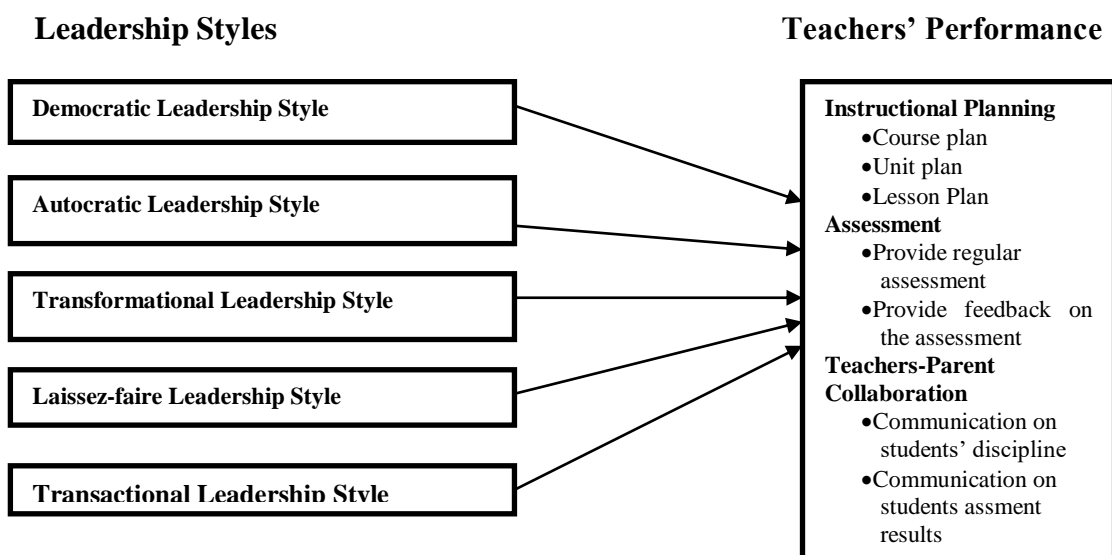 Leadership Styles
Teachers’ Performance
Democratic Leadership Style
Autocratic Leadership Style
Transformational Leadership Style
Laissez-faire Leadership Style
Transactional Leadership Style
Instructional Planning
•Course plan
•Unit plan
•Lesson Plan
Assessment
•Provide regular
assessment
•Provide feedback on
the assessment
Teachers-Parent
Collaboration
•Communication on
students’ discipline
•Communication on
students assment
results